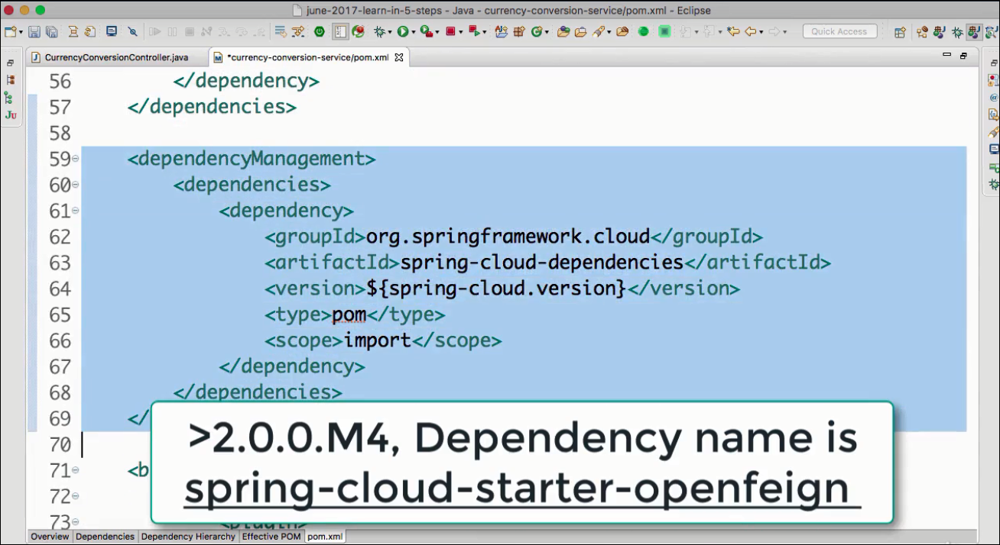 june-2017-learn-in-5-steps - Java - currency-conversion-service/pom.xml - Eclipse
Quick Access
CurrencyConversionController.java
*currency-conversion-service/pom.xml
56 </dependency>
57 </dependencies>
58
59 <dependencyManagement>
60 <dependencies>
61 <dependency>
62 <groupId>org.springframework.cloud</groupId>
63 <artifactId>spring-cloud-dependencies</artifactId>
64 <version>${spring-cloud.version}</version>
65 <type>pom</type>
66 <scope>import</scope>
67 </dependency>
68 </dependencies>
69 </
70
71 <b
72
73
>2.0.0.M4, Dependency name is
spring-cloud-starter-openfeign
Overview Dependencies Dependency Hierarchy Effective POM pom.xml